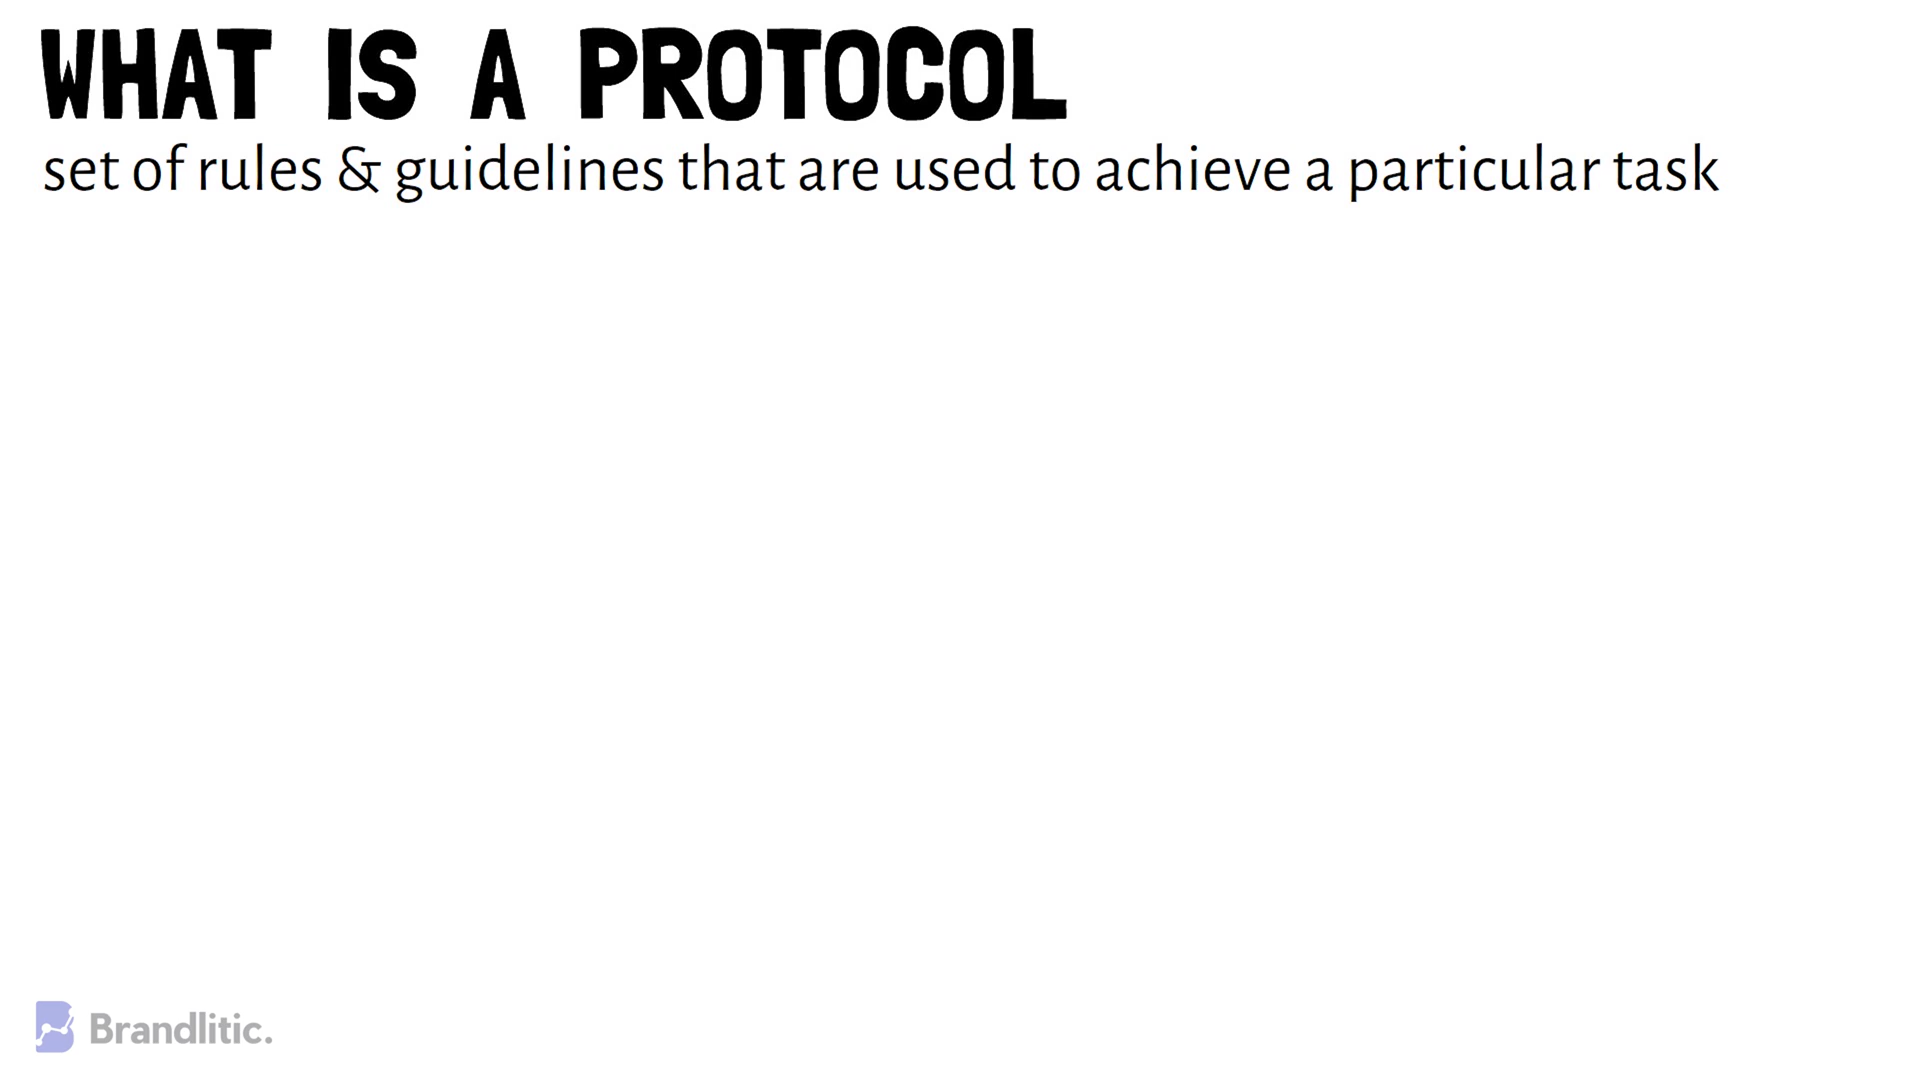 WHAT IS A PROTOCOL
set of rules & guidelines that are used to achieve a particular task
Brandlitic.